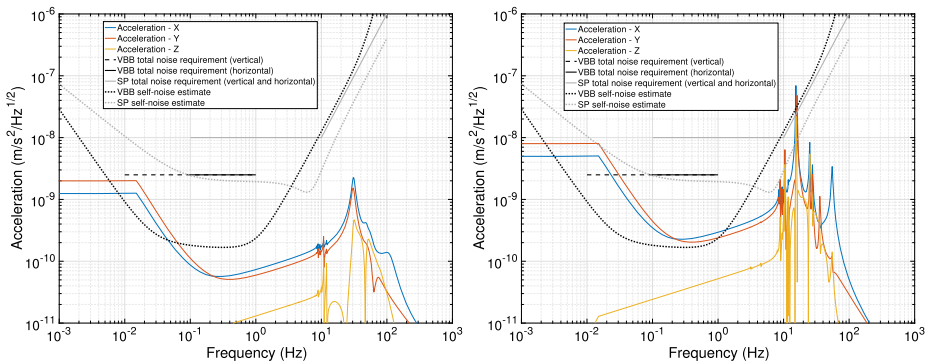 Acceleration (m/s²/Hz^1/2)
10^-6
10^-7
10^-8
10^-9
10^-10
10^-11
Acceleration - X
Acceleration - Y
Acceleration - Z
VBB total noise requirement (vertical)
VBB total noise requirement (horizontal)
SP total noise requirement (vertical and horizontal)
VBB self-noise estimate
SP self-noise estimate
10^-3 10^-2 10^-1 10^0 10^1 10^2 10^3
Frequency (Hz)
Acceleration (m/s²/Hz^1/2)
10^-6
10^-7
10^-8
10^-9
10^-10
10^-11
Acceleration - X
Acceleration - Y
Acceleration - Z
VBB total noise requirement (vertical)
VBB total noise requirement (horizontal)
SP total noise requirement (vertical and horizontal)
VBB self-noise estimate
SP self-noise estimate
10^-3 10^-2 10^-1 10^0 10^1 10^2 10^3
Frequency (Hz)